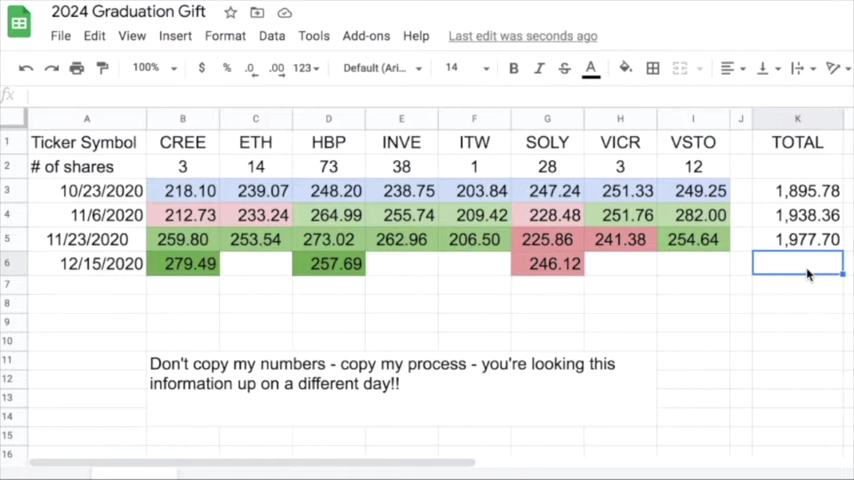 2024 Graduation Gift
File Edit View Insert Format Data Tools Add-ons Help Last edit was seconds ago
100% $ % .0 .00 123 Default (Ari... 14 B I S A
fx
A B C D E F G H I J K
1 Ticker Symbol CREE ETH HBP INVE ITW SOLY VICR VSTO TOTAL
2 # of shares 3 14 73 38 1 28 3 12
3 10/23/2020 218.10 239.07 248.20 238.75 203.84 247.24 251.33 249.25 1,895.78
4 11/6/2020 212.73 233.24 264.99 255.74 209.42 228.48 251.76 282.00 1,938.36
5 11/23/2020 259.80 253.54 273.02 262.96 206.50 225.86 241.38 254.64 1,977.70
6 12/15/2020 279.49 257.69 246.12
7
8
9
10
11 Don't copy my numbers - copy my process - you're looking this
12 information up on a different day!!
13
14
15
16